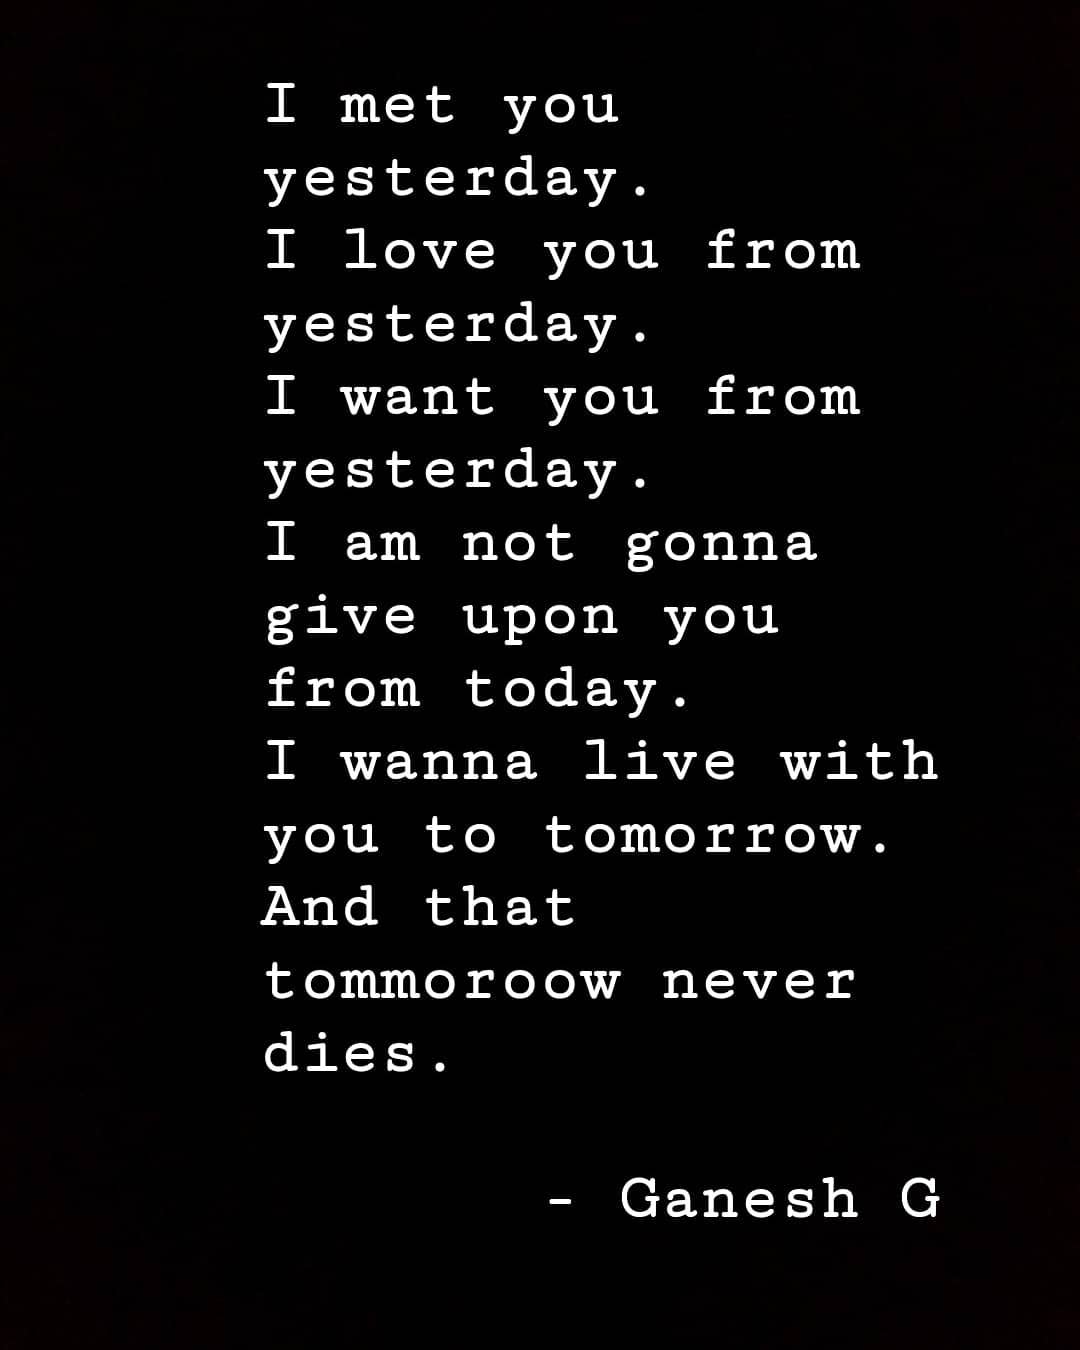 I met you
yesterday.
I love you from
yesterday.
I want you from
yesterday.
I am not gonna
give upon you
from today.
I wanna live with
you to tomorrow.
And that
tommoroow never
dies.
- Ganesh G